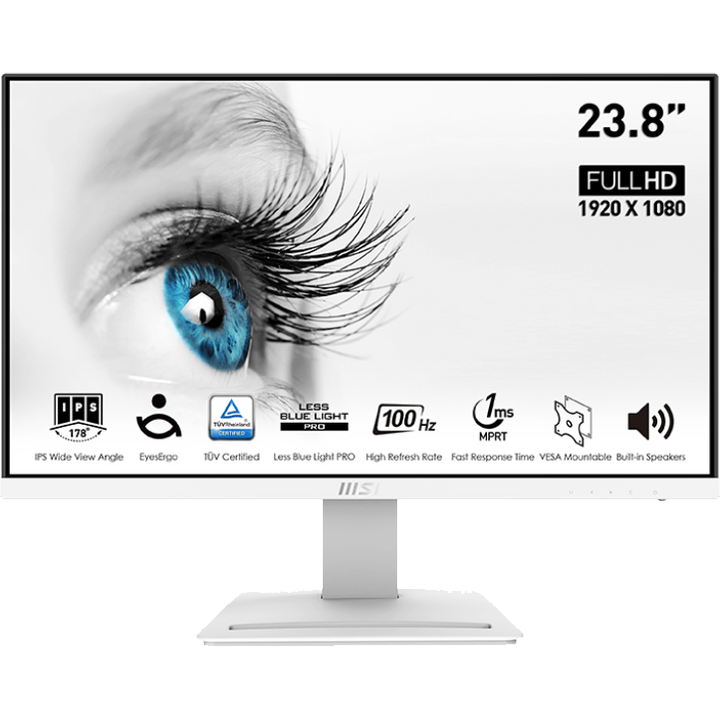 23.8”
FULL HD
1920 X 1080
IPS
178°
IPS Wide View Angle
EyesErgo
TÜVRheinland
CERTIFIED
TÜV Certified
LESS
BLUE LIGHT
PRO
Less Blue Light PRO
100Hz
High Refresh Rate
1ms
MPRT
Fast Response Time
VESA Mountable
Built-in Speakers
msi